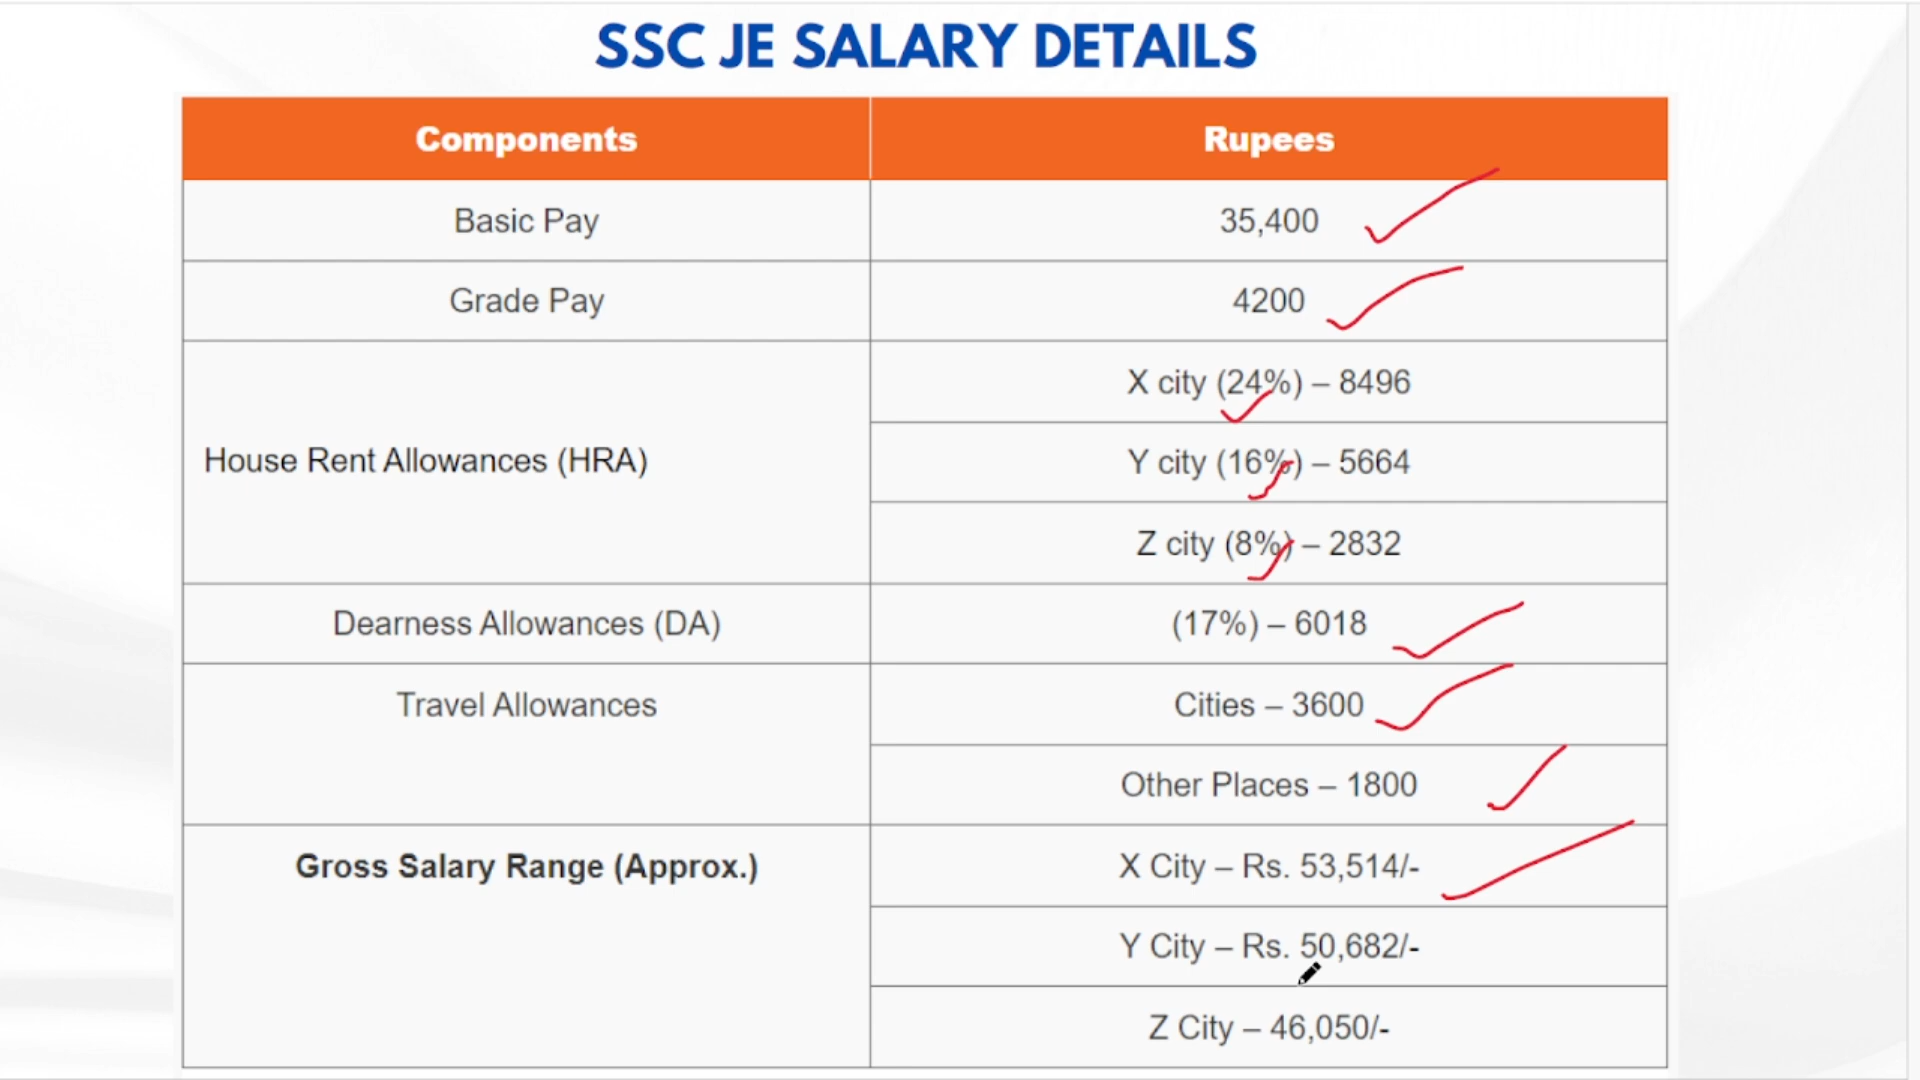 SSC JE SALARY DETAILS
Components Rupees
Basic Pay 35,400
Grade Pay 4200
House Rent Allowances (HRA) X city (24%) – 8496
Y city (16%) – 5664
Z city (8%) – 2832
Dearness Allowances (DA) (17%) – 6018
Travel Allowances Cities – 3600
Other Places – 1800
Gross Salary Range (Approx.) X City – Rs. 53,514/-
Y City – Rs. 50,682/-
Z City – 46,050/-